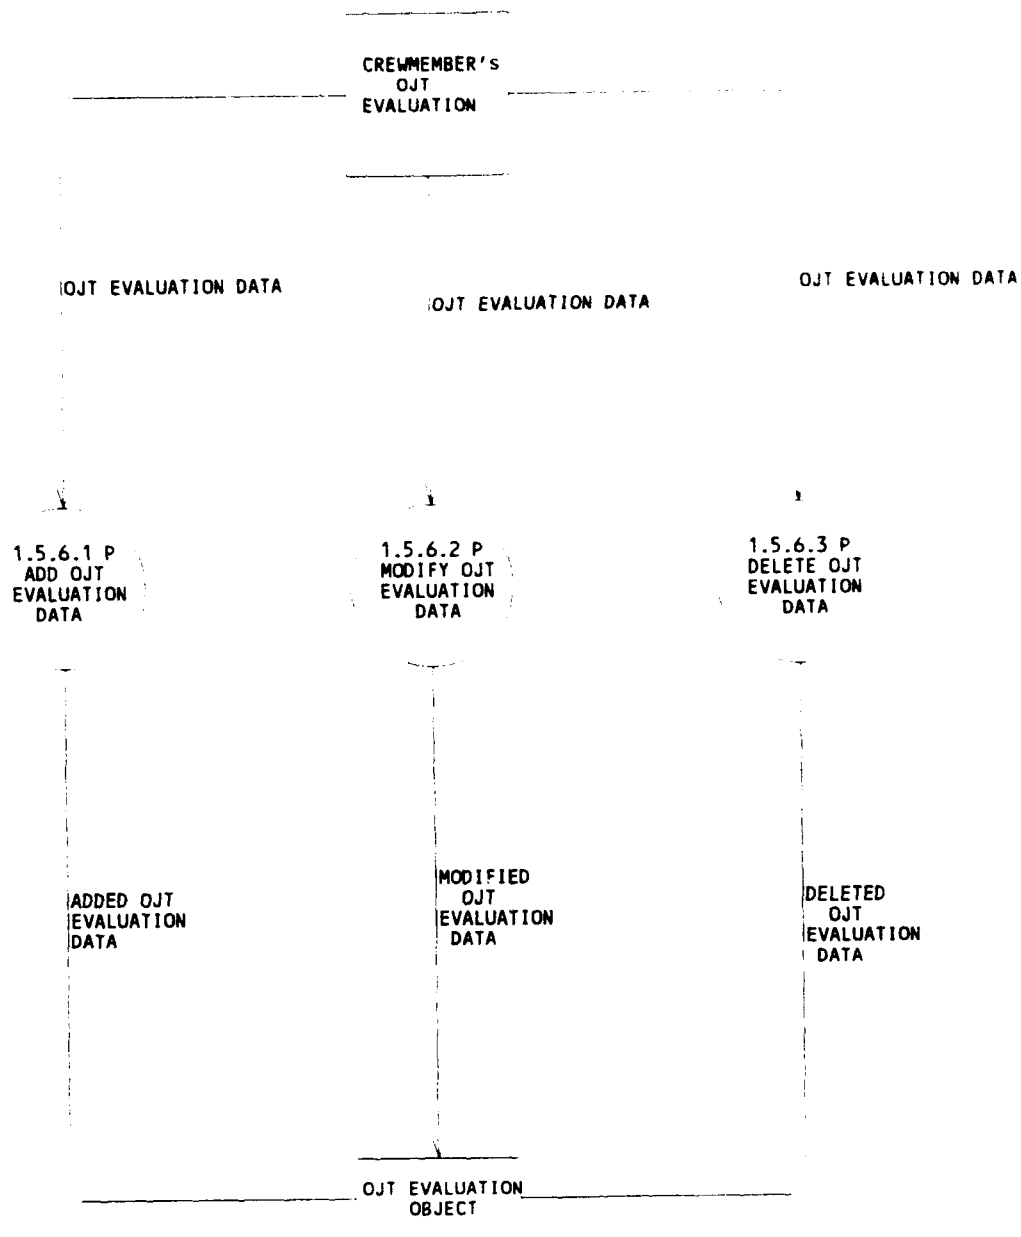 CREWMEMBER's
OJT
EVALUATION
OJT EVALUATION DATA
OJT EVALUATION DATA
OJT EVALUATION DATA
1.5.6.1 P
ADD OJT
EVALUATION
DATA
1.5.6.2 P
MODIFY OJT
EVALUATION
DATA
1.5.6.3 P
DELETE OJT
EVALUATION
DATA
ADDED OJT
EVALUATION
DATA
MODIFIED
OJT
EVALUATION
DATA
DELETED
OJT
EVALUATION
DATA
OJT EVALUATION
OBJECT